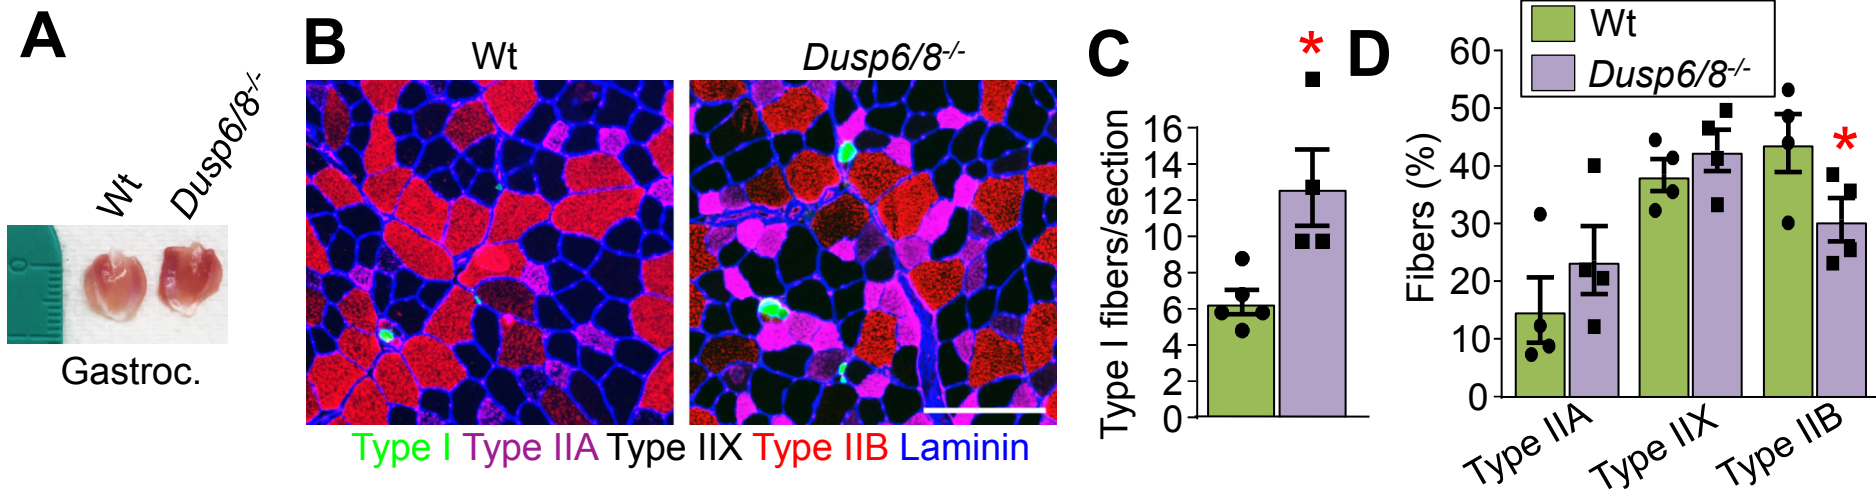 A
Wt
Dusp6/8-/-
0
Gastroc.
B
Wt
Dusp6/8-/-
Type I Type IIA Type IIX Type IIB Laminin
C
*
Type I fibers/section
16
14
12
10
8
6
4
2
0
D
Wt
Dusp6/8-/-
*
Fibers (%)
60
50
40
30
20
10
0
Type IIA
Type IIX
Type IIB